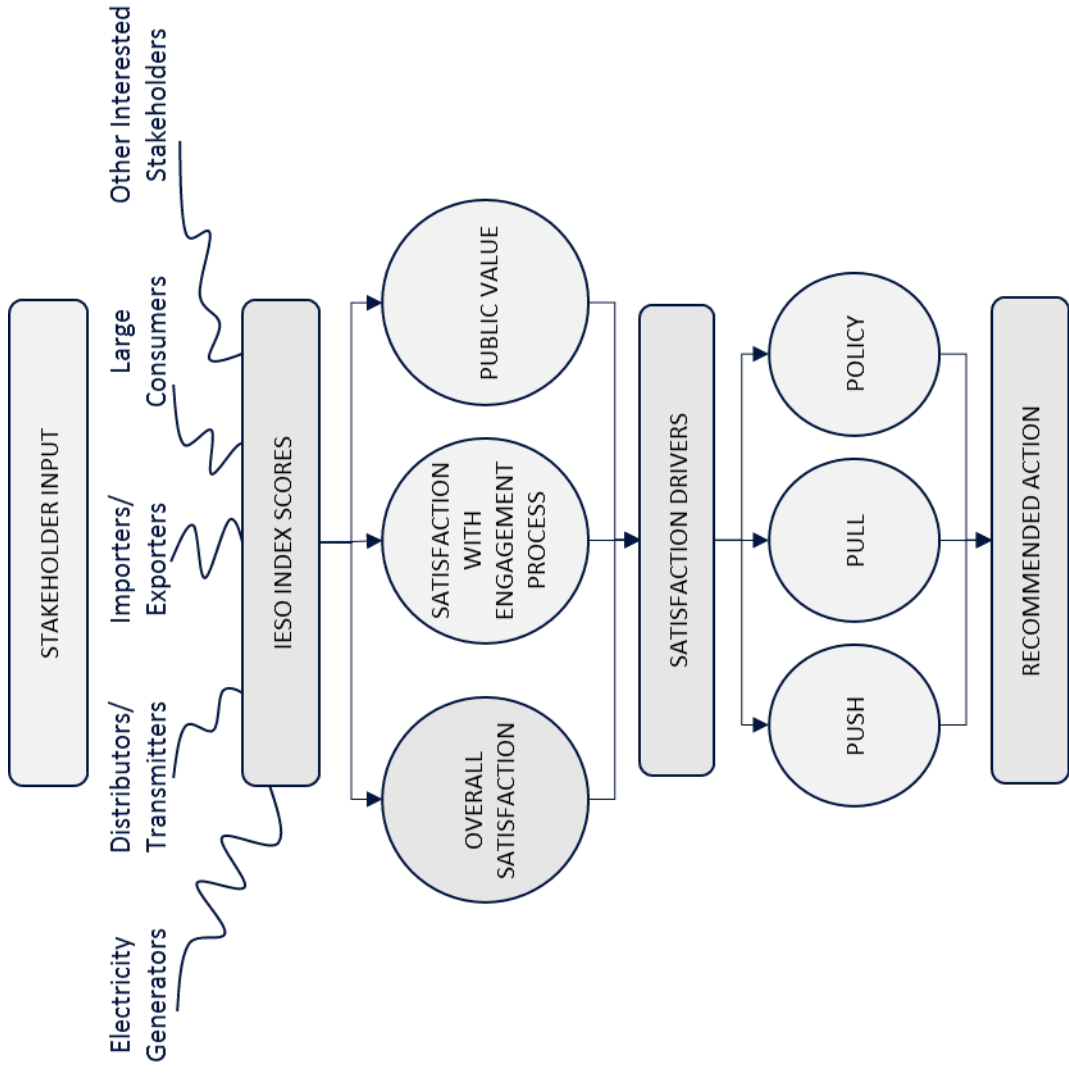 STAKEHOLDER INPUT
Electricity
Generators
Distributors/
Transmitters
Importers/
Exporters
Large
Consumers
Other Interested
Stakeholders
IESO INDEX SCORES
OVERALL
SATISFACTION
SATISFACTION
WITH
ENGAGEMENT
PROCESS
PUBLIC VALUE
SATISFACTION DRIVERS
PUSH
PULL
POLICY
RECOMMENDED ACTION